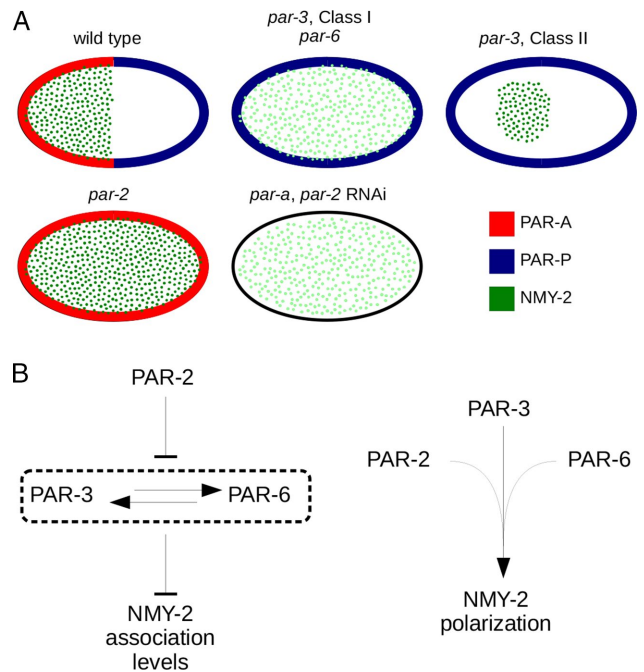 A
wild type
par-3, Class I
par-6
par-3, Class II
par-2
par-a, par-2 RNAi
PAR-A
PAR-P
NMY-2
B
PAR-2
PAR-3
PAR-6
NMY-2
association
levels
PAR-3
PAR-2
PAR-6
NMY-2
polarization